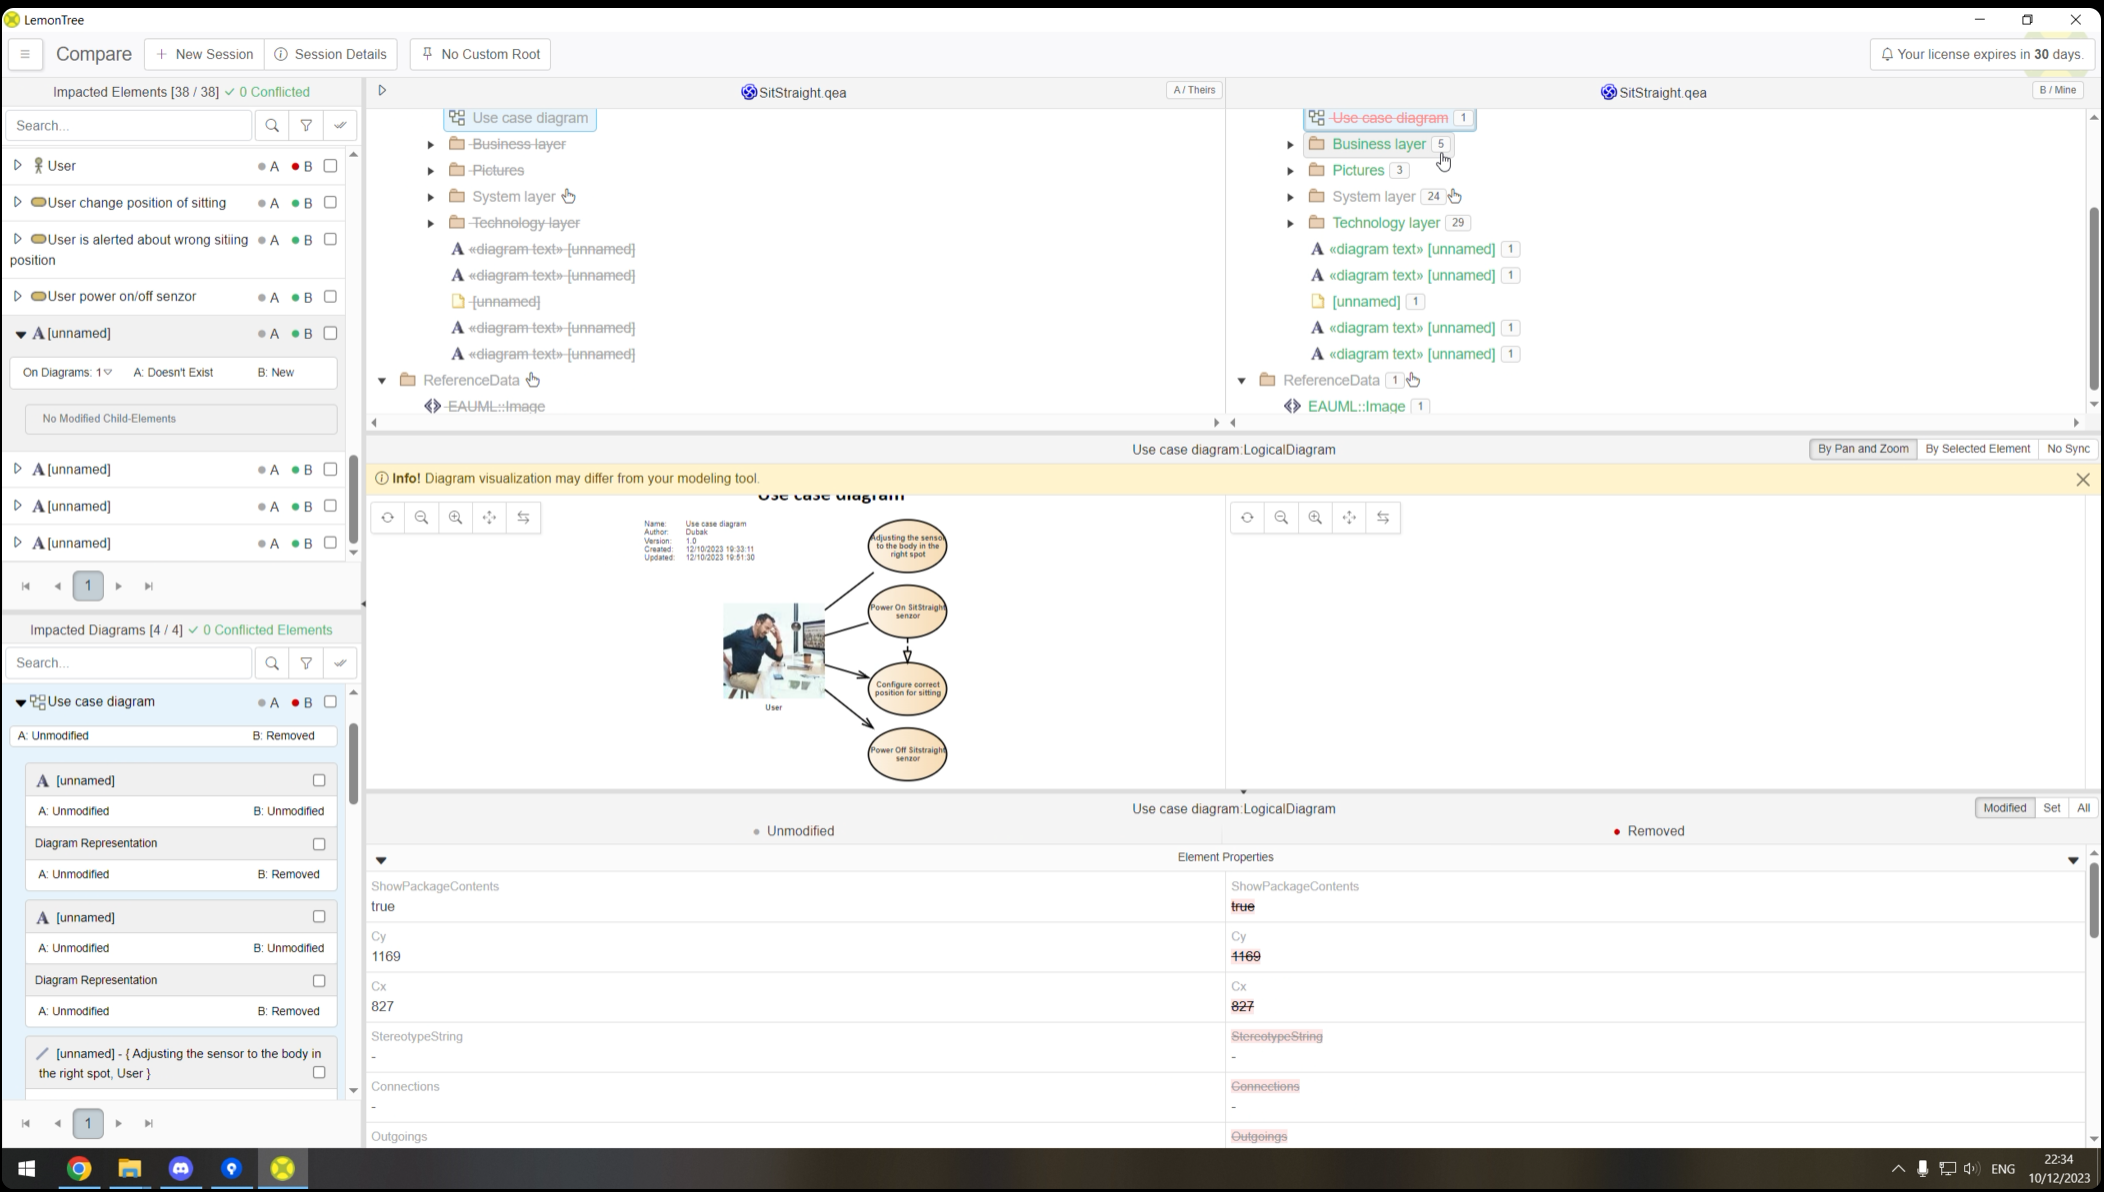 LemonTree
Compare
New Session
Session Details
No Custom Root
Your license expires in 30 days.
Impacted Elements [38 / 38] 0 Conflicted
Search...
User A B
User change position of sitting A B
User is alerted about wrong sitiing A B
position
User power on/off senzor A B
[unnamed] A B
On Diagrams: 1 A: Doesn't Exist B: New
No Modified Child-Elements
[unnamed] A B
[unnamed] A B
[unnamed] A B
1
Impacted Diagrams [4 / 4] 0 Conflicted Elements
Search...
Use case diagram A B
A: Unmodified B: Removed
[unnamed]
A: Unmodified B: Unmodified
Diagram Representation
A: Unmodified B: Removed
[unnamed]
A: Unmodified B: Unmodified
Diagram Representation
A: Unmodified B: Removed
[unnamed] - { Adjusting the sensor to the body in
the right spot, User }
1
SitStraight.qea A / Theirs
Use case diagram
Business layer
Pictures
System layer
Technology layer
«diagram text» [unnamed]
«diagram text» [unnamed]
[unnamed]
«diagram text» [unnamed]
«diagram text» [unnamed]
ReferenceData
EAUML::Image
SitStraight.qea B / Mine
Use case diagram 1
Business layer 5
Pictures 3
System layer 24
Technology layer 29
«diagram text» [unnamed] 1
«diagram text» [unnamed] 1
[unnamed] 1
«diagram text» [unnamed] 1
«diagram text» [unnamed] 1
ReferenceData 1
EAUML::Image 1
Use case diagram:LogicalDiagram
By Pan and Zoom By Selected Element No Sync
Info! Diagram visualization may differ from your modeling tool.
Use case diagram
Name: Use case diagram
Author: Dubak
Version: 1.0
Created: 12/10/2023 19:33:11
Updated: 12/10/2023 19:51:30
Adjusting the sensor
to the body in the
right spot
Power On SitStraight
senzor
Configure correct
position for sitting
Power Off Sitstraight
senzor
User
Use case diagram:LogicalDiagram
Modified Set All
Unmodified Removed
Element Properties
ShowPackageContents ShowPackageContents
true true
Cy Cy
1169 1169
Cx Cx
827 827
StereotypeString StereotypeString
- -
Connections Connections
- -
Outgoings Outgoings
ENG
22:34
10/12/2023